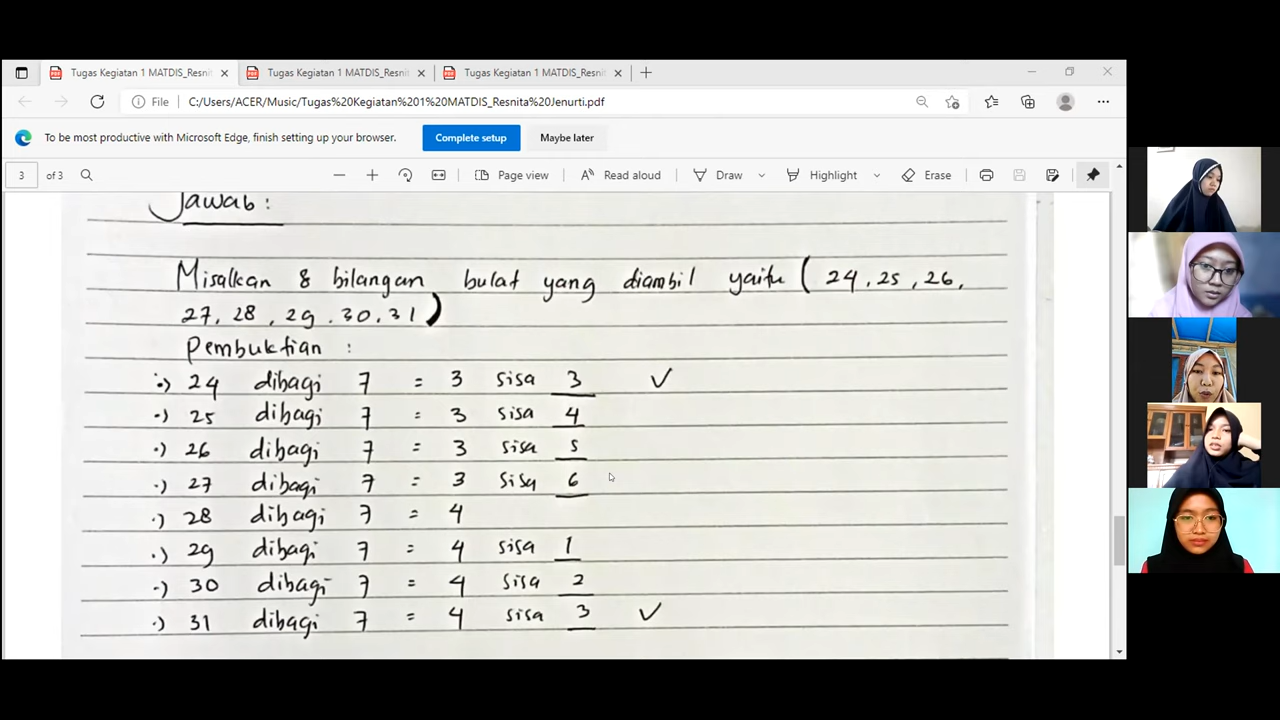 Tugas Kegiatan 1 MATDIS_Resnit
Tugas Kegiatan 1 MATDIS_Resnit
Tugas Kegiatan 1 MATDIS_Resnit
File C:/Users/ACER/Music/Tugas%20Kegiatan%201%20MATDIS_Resnita%20Jenurti.pdf
To be most productive with Microsoft Edge, finish setting up your browser. Complete setup Maybe later
3 of 3 Page view Read aloud Draw Highlight Erase
Jawab :
Misalkan 8 bilangan bulat yang diambil yaitu ( 24, 25, 26,
27, 28, 29, 30, 31 )
Pembuktian :
•) 24 dibagi 7 = 3 sisa 3 ✓
•) 25 dibagi 7 = 3 sisa 4
•) 26 dibagi 7 = 3 sisa 5
•) 27 dibagi 7 = 3 sisa 6
•) 28 dibagi 7 = 4
•) 29 dibagi 7 = 4 sisa 1
•) 30 dibagi 7 = 4 sisa 2
•) 31 dibagi 7 = 4 sisa 3 ✓